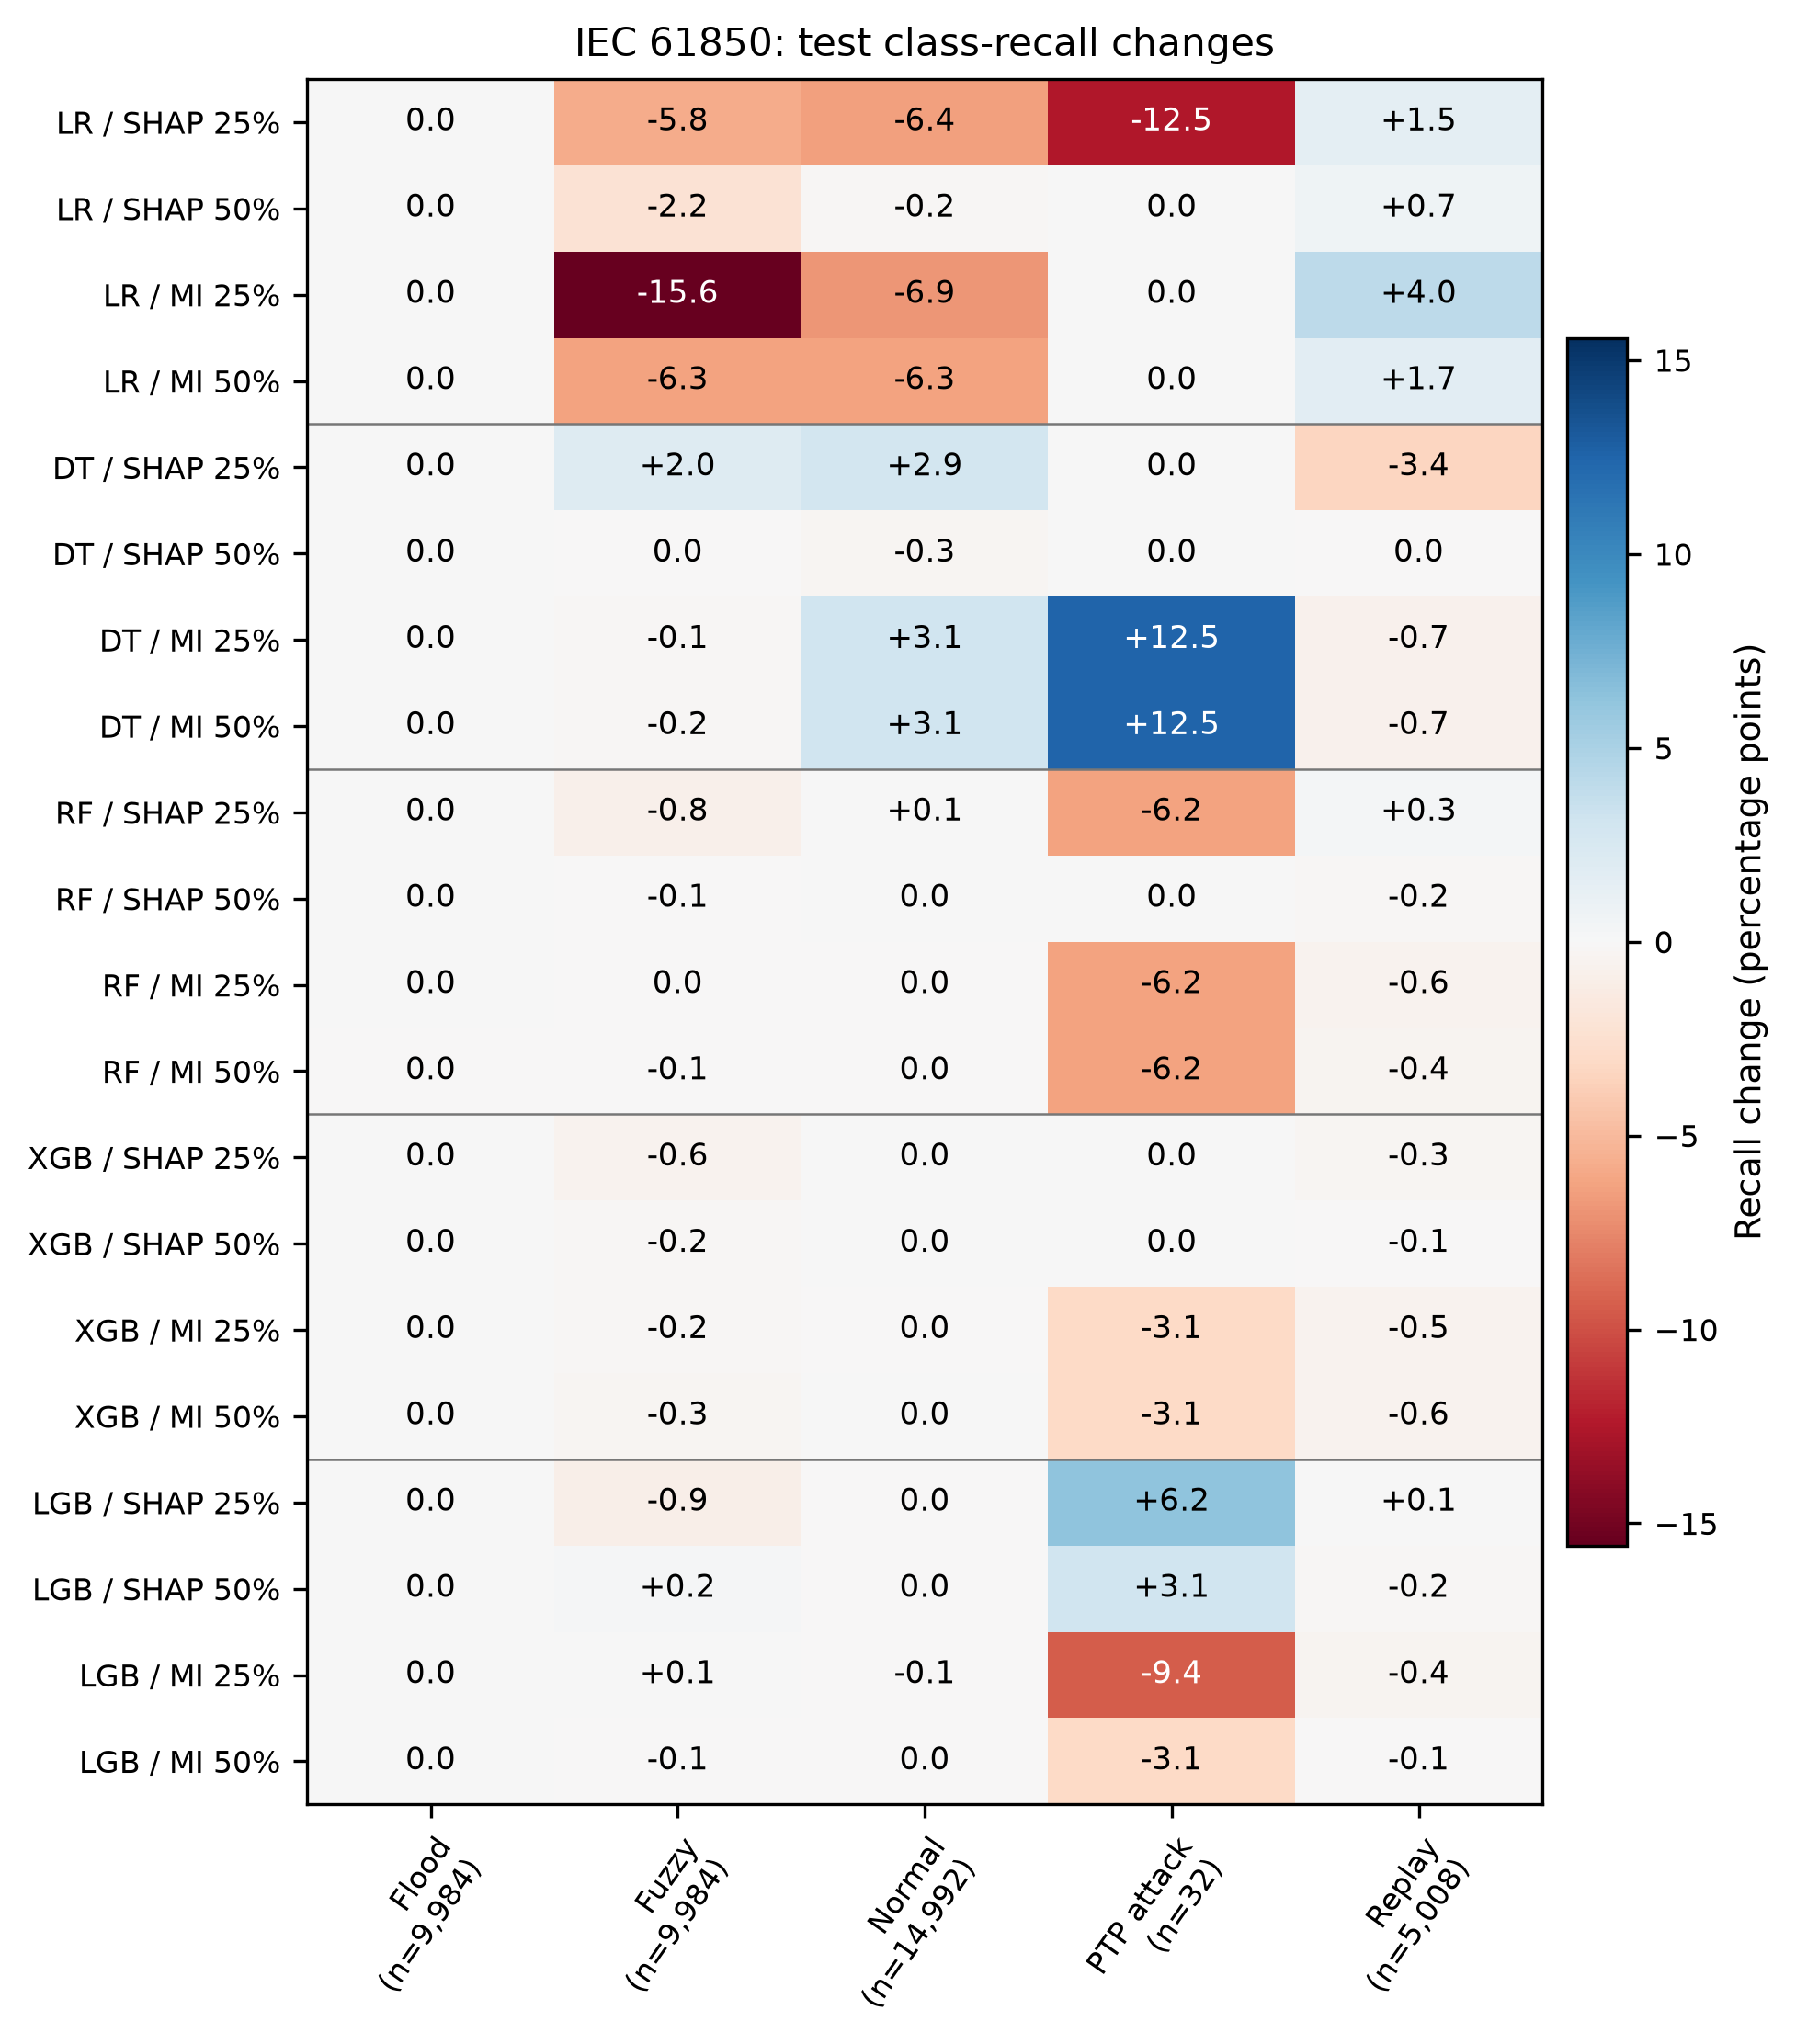 IEC 61850: test class-recall changes
LR / SHAP 25% 0.0 -5.8 -6.4 -12.5 +1.5
LR / SHAP 50% 0.0 -2.2 -0.2 0.0 +0.7
LR / MI 25% 0.0 -15.6 -6.9 0.0 +4.0
LR / MI 50% 0.0 -6.3 -6.3 0.0 +1.7
DT / SHAP 25% 0.0 +2.0 +2.9 0.0 -3.4
DT / SHAP 50% 0.0 0.0 -0.3 0.0 0.0
DT / MI 25% 0.0 -0.1 +3.1 +12.5 -0.7
DT / MI 50% 0.0 -0.2 +3.1 +12.5 -0.7
RF / SHAP 25% 0.0 -0.8 +0.1 -6.2 +0.3
RF / SHAP 50% 0.0 -0.1 0.0 0.0 -0.2
RF / MI 25% 0.0 0.0 0.0 -6.2 -0.6
RF / MI 50% 0.0 -0.1 0.0 -6.2 -0.4
XGB / SHAP 25% 0.0 -0.6 0.0 0.0 -0.3
XGB / SHAP 50% 0.0 -0.2 0.0 0.0 -0.1
XGB / MI 25% 0.0 -0.2 0.0 -3.1 -0.5
XGB / MI 50% 0.0 -0.3 0.0 -3.1 -0.6
LGB / SHAP 25% 0.0 -0.9 0.0 +6.2 +0.1
LGB / SHAP 50% 0.0 +0.2 0.0 +3.1 -0.2
LGB / MI 25% 0.0 +0.1 -0.1 -9.4 -0.4
LGB / MI 50% 0.0 -0.1 0.0 -3.1 -0.1
Flood
(n=9,984)
Fuzzy
(n=9,984)
Normal
(n=14,992)
PTP attack
(n=32)
Replay
(n=5,008)
15
10
5
0
−5
−10
−15
Recall change (percentage points)